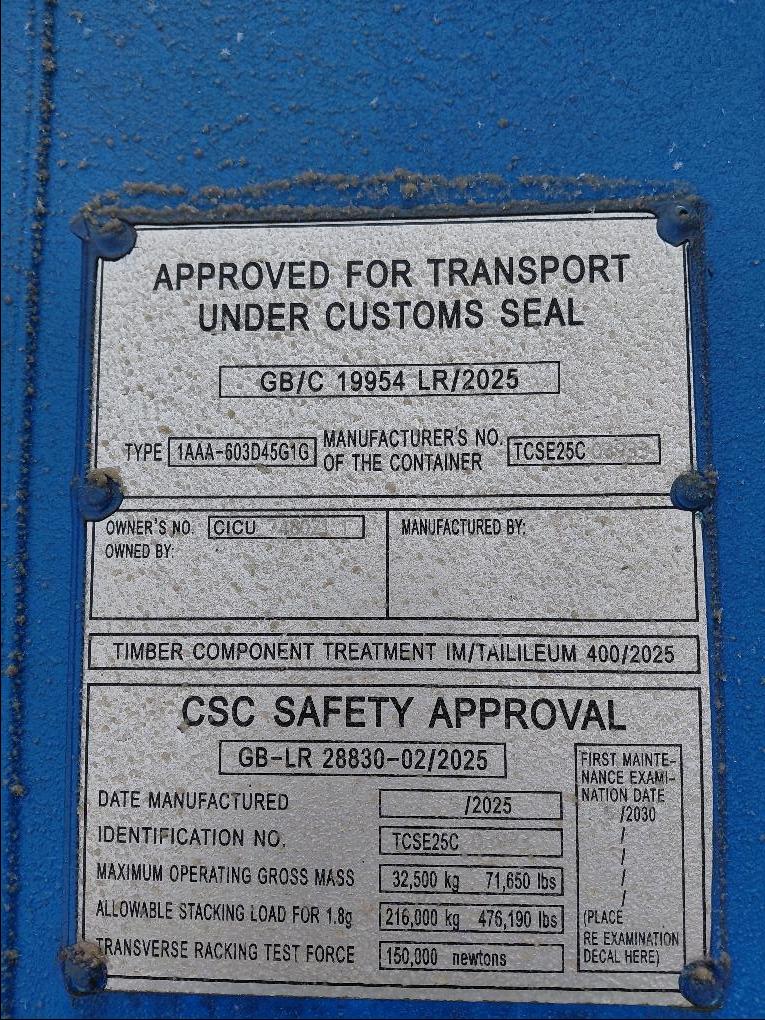 APPROVED FOR TRANSPORT
UNDER CUSTOMS SEAL
GB/C 19954 LR/2025
TYPE 1AAA-603D45G1G MANUFACTURER'S NO. OF THE CONTAINER TCSE25C
OWNER'S NO. CICU
OWNED BY:
MANUFACTURED BY:
TIMBER COMPONENT TREATMENT IM/TAILILEUM 400/2025
CSC SAFETY APPROVAL
GB-LR 28830-02/2025
DATE MANUFACTURED /2025
IDENTIFICATION NO. TCSE25C
MAXIMUM OPERATING GROSS MASS 32,500 kg 71,650 lbs
ALLOWABLE STACKING LOAD FOR 1.8g 216,000 kg 476,190 lbs
TRANSVERSE RACKING TEST FORCE 150,000 newtons
FIRST MAINTE-
NANCE EXAMI-
NATION DATE
/2030
/
/
/
/
(PLACE
RE EXAMINATION
DECAL HERE)